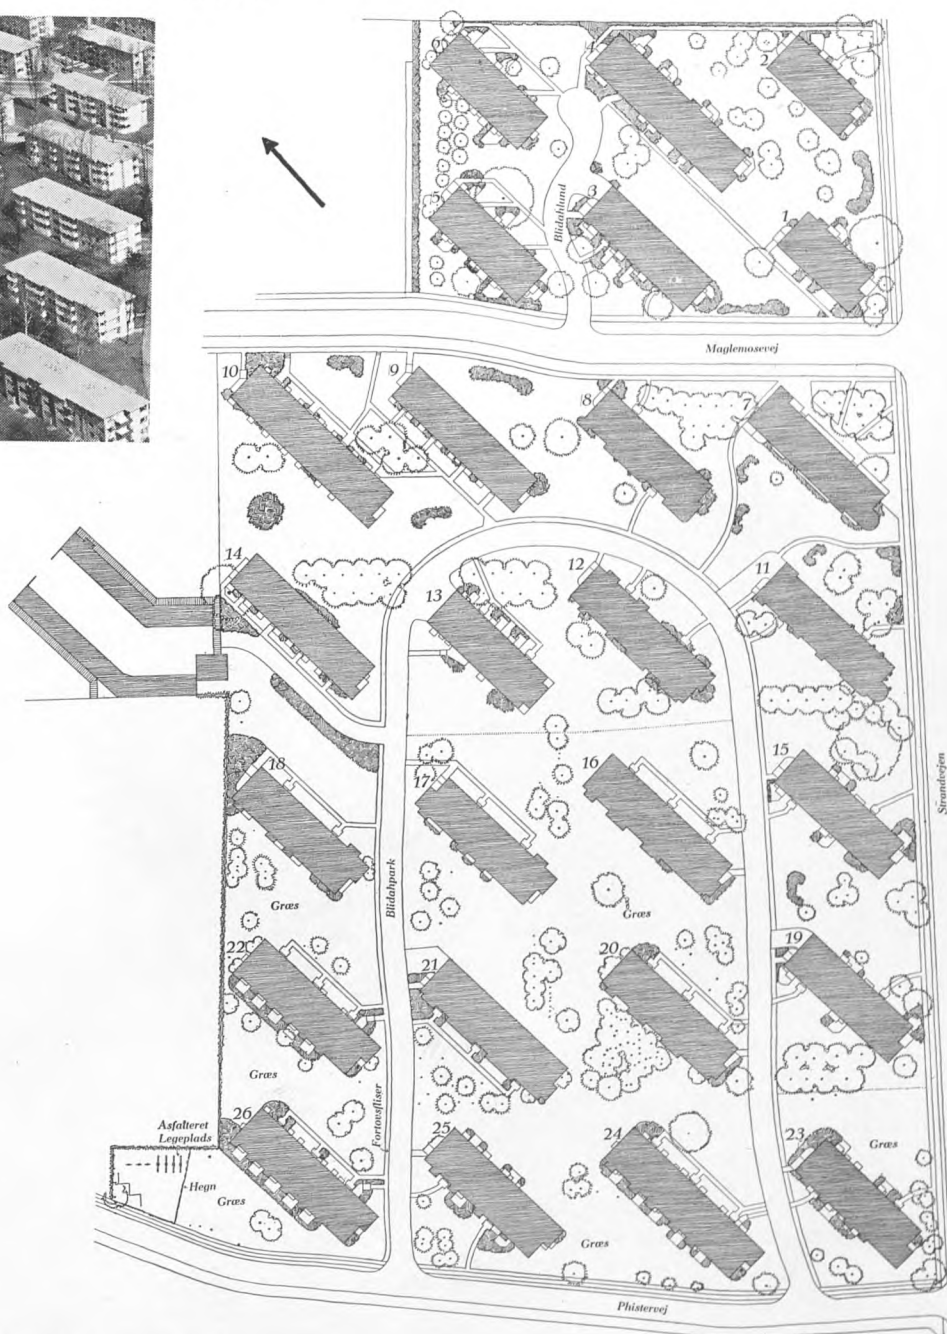 6
4
2
5
3
1
Blidahlund
Maglemosevej
10
9
8
7
14
13
12
11
18
17
16
15
Strandvejen
Blidahpark
Græs
Græs
22
21
20
19
Græs
Fortovsfliser
26
25
24
23
Asfalteret
Legeplads
Græs
Hegn
Græs
Græs
Phistervej